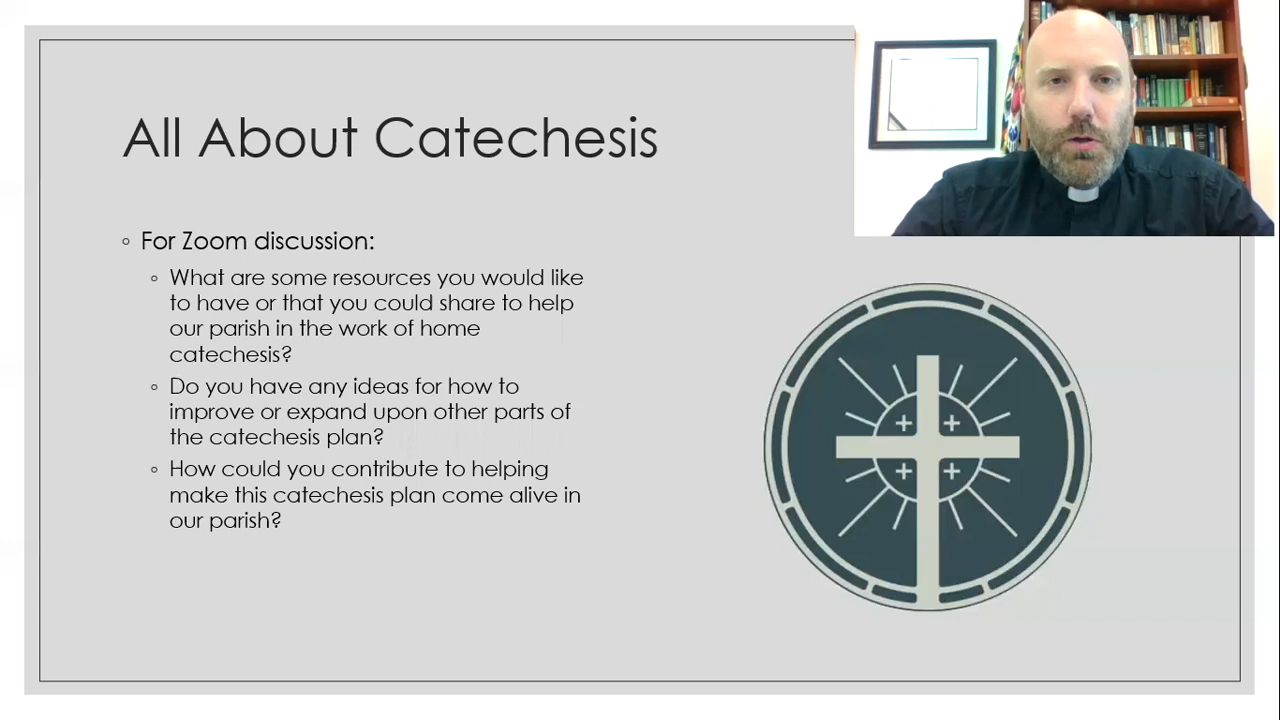 All About Catechesis
◦ For Zoom discussion:
◦ What are some resources you would like
to have or that you could share to help
our parish in the work of home
catechesis?
◦ Do you have any ideas for how to
improve or expand upon other parts of
the catechesis plan?
◦ How could you contribute to helping
make this catechesis plan come alive in
our parish?